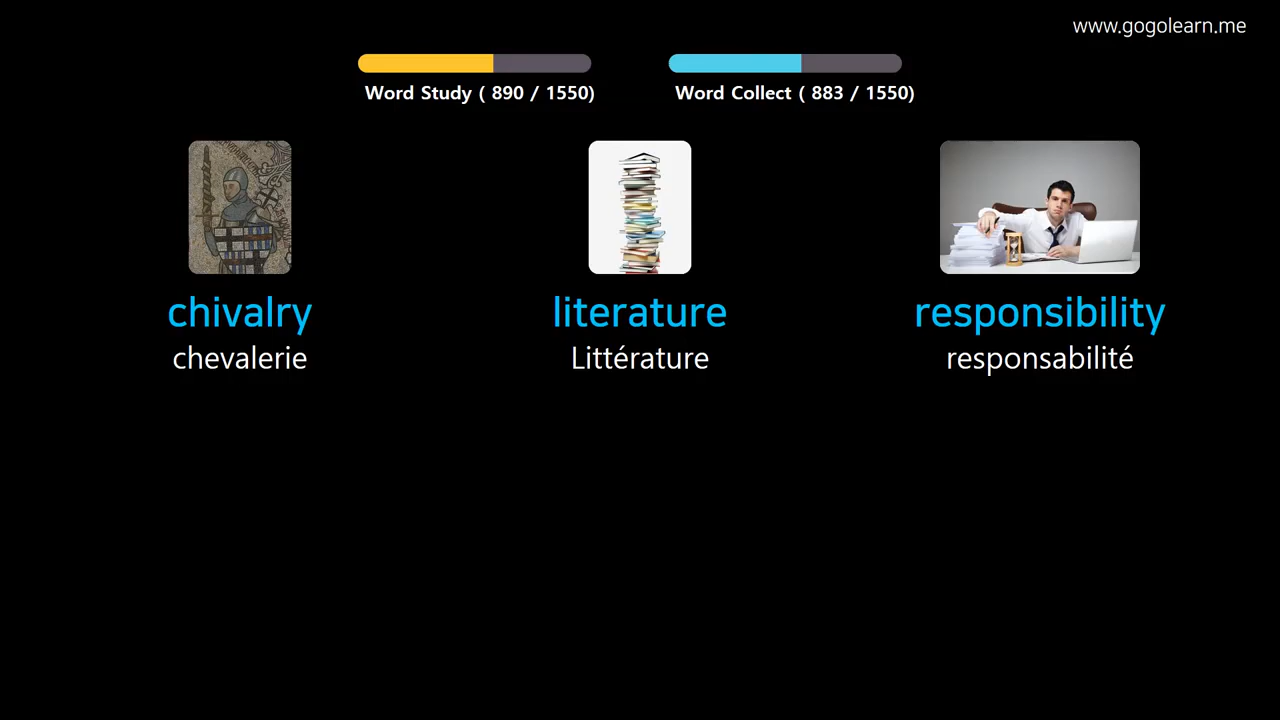 www.gogolearn.me
Word Study ( 890 / 1550)
Word Collect ( 883 / 1550)
chivalry
chevalerie
literature
Littérature
responsibility
responsabilité